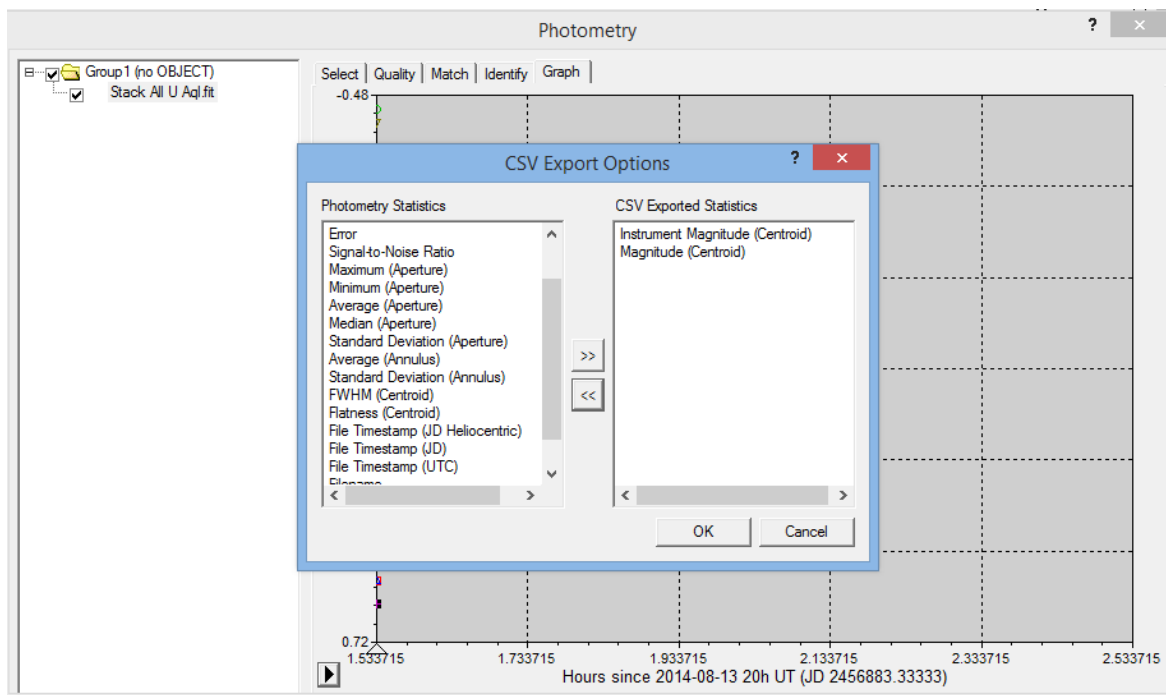 Photometry
?
Group1 (no OBJECT)
Stack All U Aql.fit
Select Quality Match Identify Graph
-0.48
CSV Export Options
?
Photometry Statistics
Error
Signal-to-Noise Ratio
Maximum (Aperture)
Minimum (Aperture)
Average (Aperture)
Median (Aperture)
Standard Deviation (Aperture)
Average (Annulus)
Standard Deviation (Annulus)
FWHM (Centroid)
Flatness (Centroid)
File Timestamp (JD Heliocentric)
File Timestamp (JD)
File Timestamp (UTC)
Filename
>>
<<
CSV Exported Statistics
Instrument Magnitude (Centroid)
Magnitude (Centroid)
OK
Cancel
0.72
1.533715 1.733715 1.933715 2.133715 2.333715 2.533715
Hours since 2014-08-13 20h UT (JD 2456883.33333)